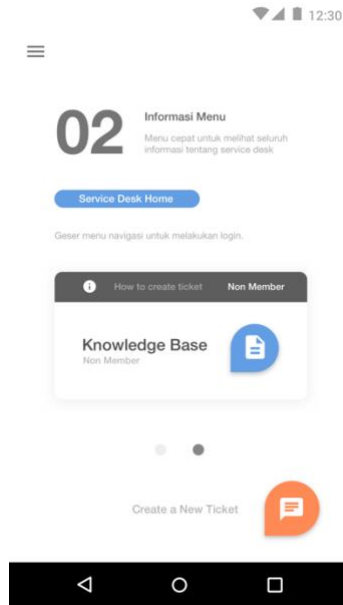 12:30
02
Informasi Menu
Menu cepat untuk melihat seluruh
informasi tentang service desk
Service Desk Home
Geser menu navigasi untuk melakukan login.
How to create ticket Non Member
Knowledge Base
Non Member
Create a New Ticket